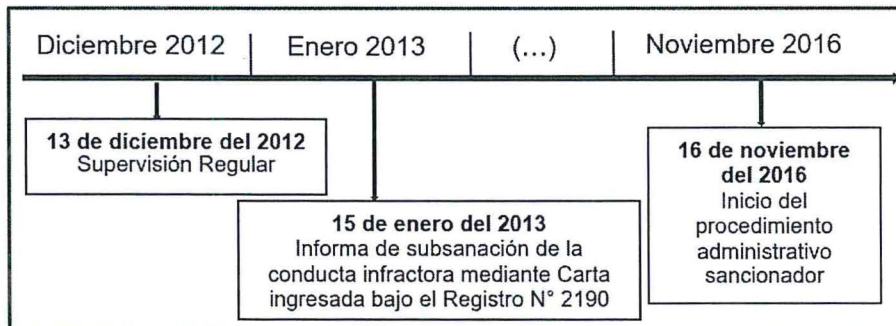 Diciembre 2012
Enero 2013
(...)
Noviembre 2016
13 de diciembre del 2012
Supervisión Regular
15 de enero del 2013
Informa de subsanación de la
conducta infractora mediante Carta
ingresada bajo el Registro N° 2190
16 de noviembre
del 2016
Inicio del
procedimiento
administrativo
sancionador